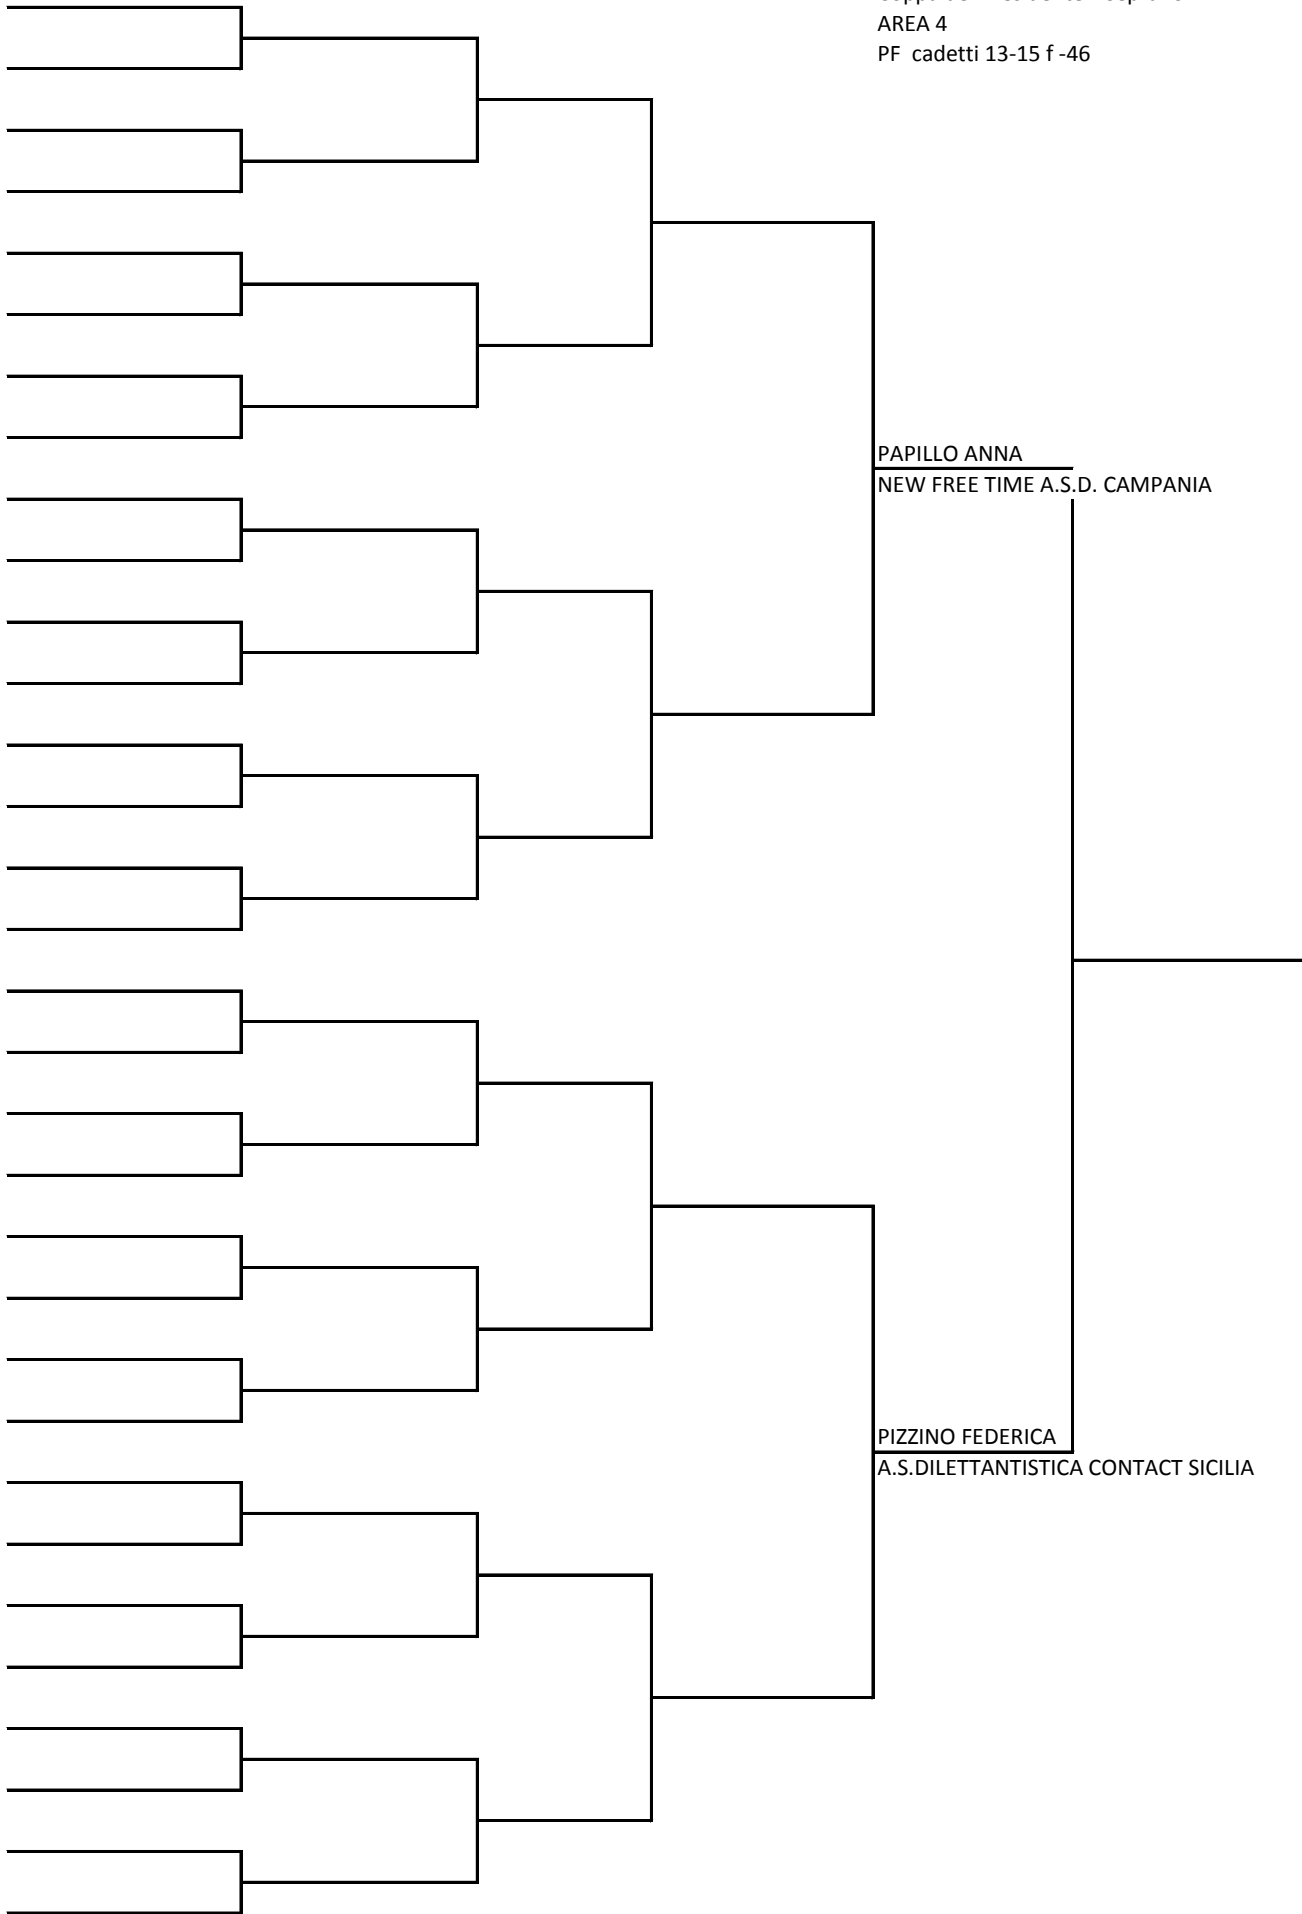 AREA 4
PF cadetti 13-15 f -46
PAPILLO ANNA
NEW FREE TIME A.S.D. CAMPANIA
PIZZINO FEDERICA
A.S.DILETTANTISTICA CONTACT SICILIA